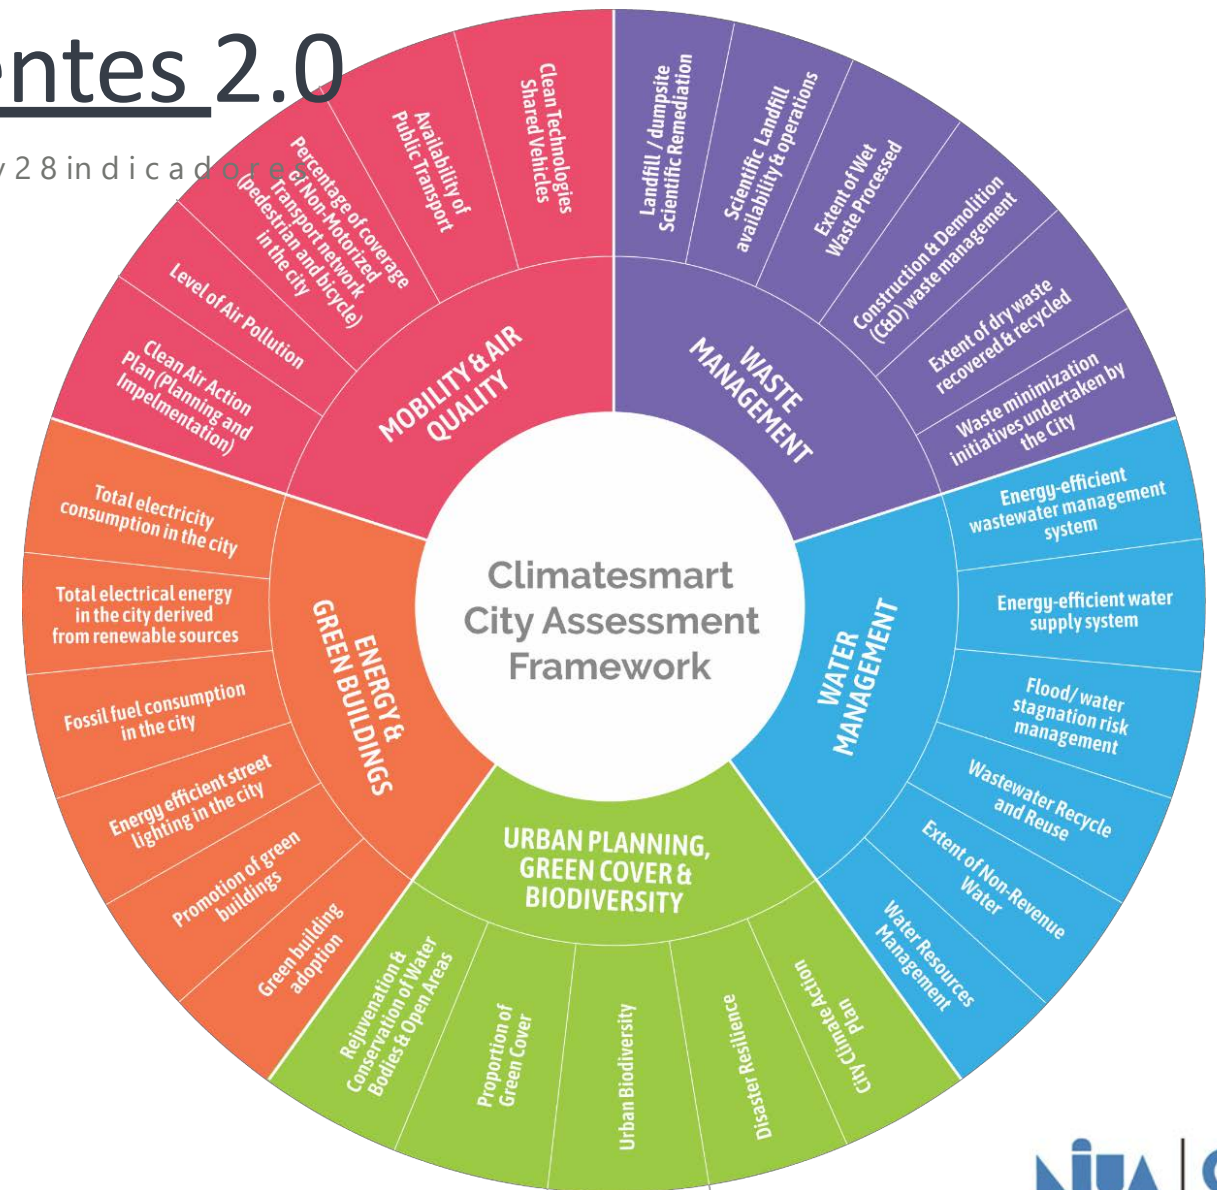 entes 2.0
y 28 indicadores
Clean Technologies
Shared Vehicles
Availability of
Public Transport
Percentage of coverage
of Non-Motorized
Transport network
(pedestrian and bicycle)
in the city
Level of Air Pollution
Clean Air Action
Plan (Planning and
Impelmentation)
MOBILITY & AIR
QUALITY
Landfill / dumpsite
Scientific Remediation
Scientific Landfill
availability & operations
Extent of Wet
Waste Processed
Construction & Demolition
(C&D) waste management
Extent of dry waste
recovered & recycled
Waste minimization
initiatives undertaken by
the City
WASTE
MANAGEMENT
Energy-efficient
wastewater management
system
Energy-efficient water
supply system
Flood/ water
stagnation risk
management
Wastewater Recycle
and Reuse
Extent of Non-Revenue
Water
Water Resources
Management
WATER
MANAGEMENT
Climatesmart
City Assessment
Framework
Total electricity
consumption in the city
Total electrical energy
in the city derived
from renewable sources
Fossil fuel consumption
in the city
Energy efficient street
lighting in the city
Promotion of green
buildings
Green building
adoption
ENERGY &
GREEN BUILDINGS
URBAN PLANNING,
GREEN COVER &
BIODIVERSITY
Rejuvenation &
Conservation of Water
Bodies & Open Areas
Proportion of
Green Cover
Urban Biodiversity
Disaster Resilience
City Climate Action
Plan
NIUA